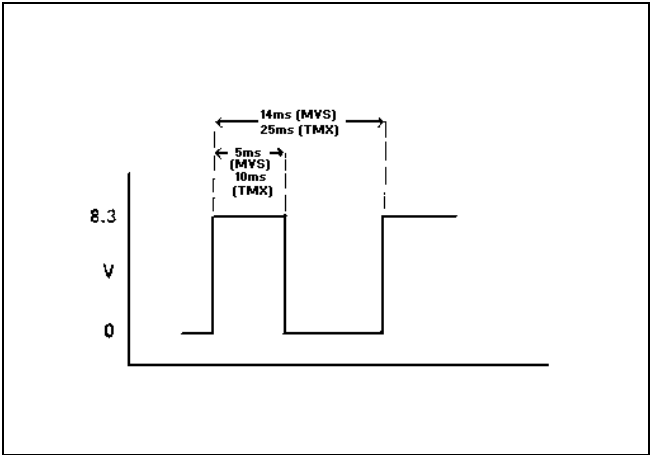 14ms (MVS)
25ms (TMX)
5ms
(MVS)
10ms
(TMX)
8.3
V
0